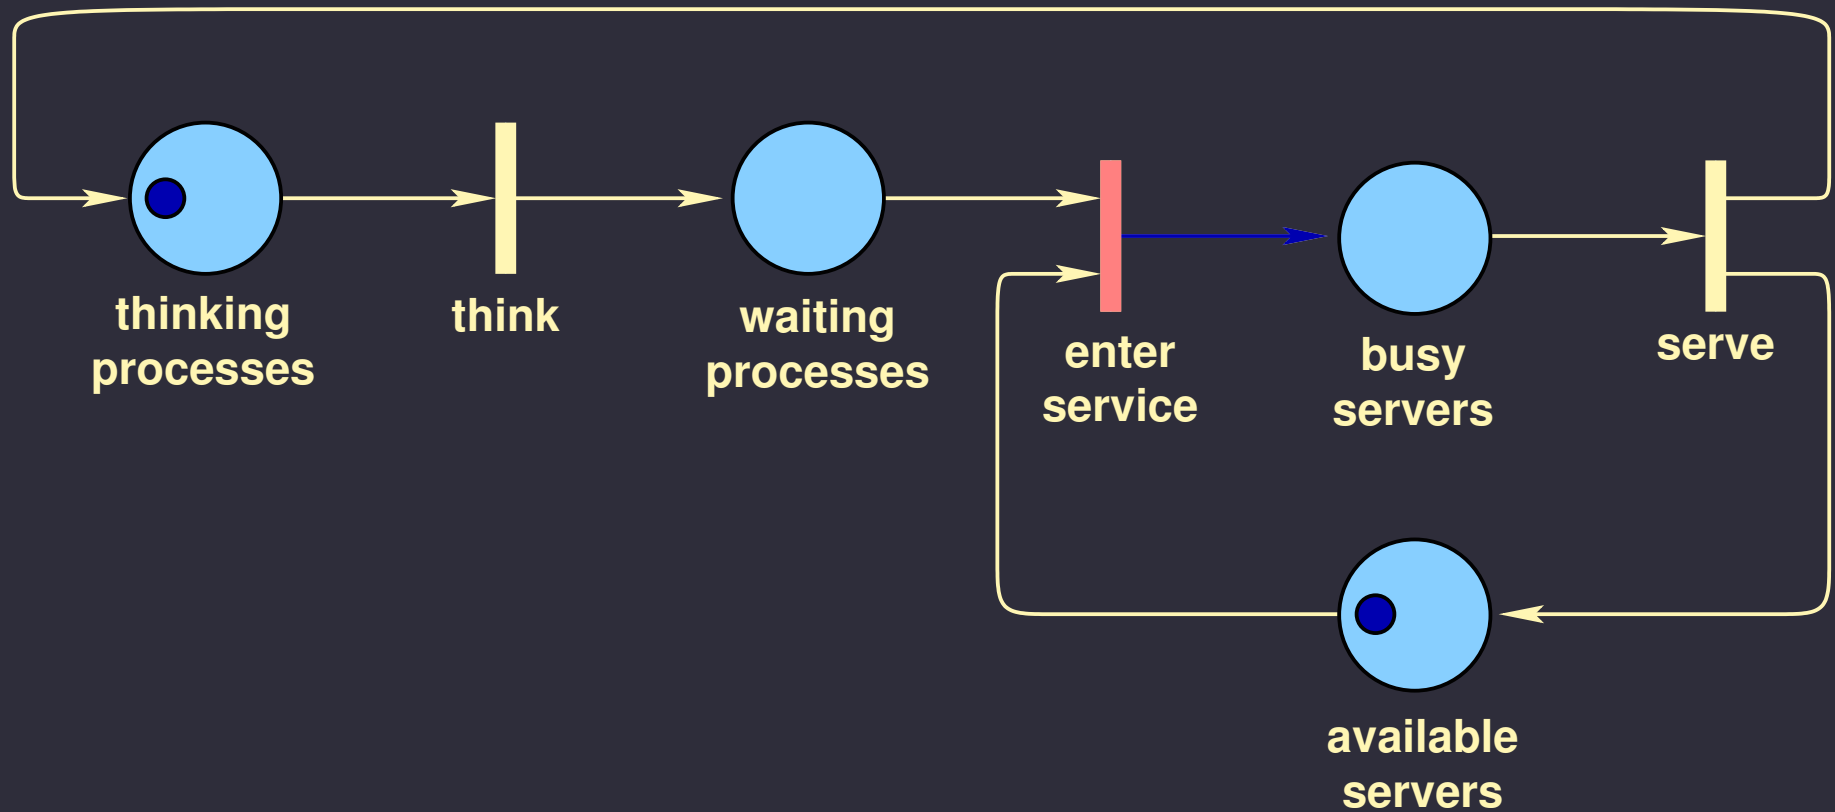 thinking
processes
think
waiting
processes
enter
service
busy
servers
serve
available
servers